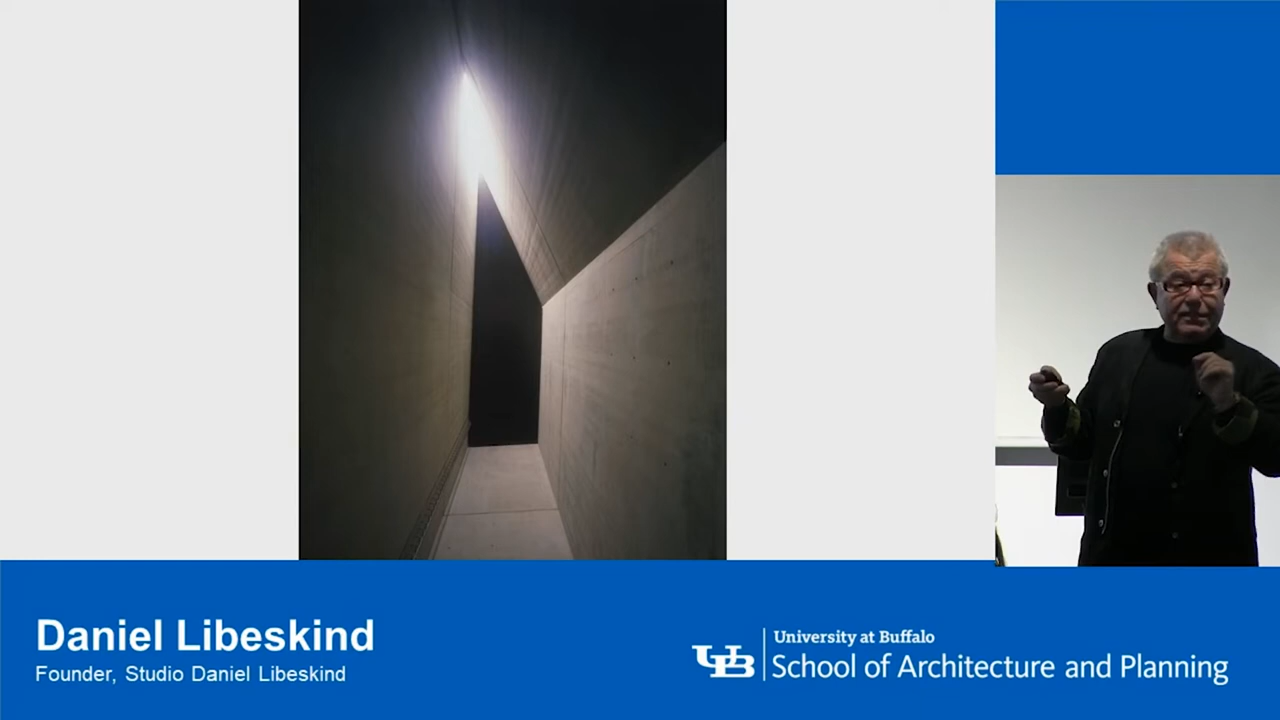 Daniel Libeskind
Founder, Studio Daniel Libeskind
UB
University at Buffalo
School of Architecture and Planning